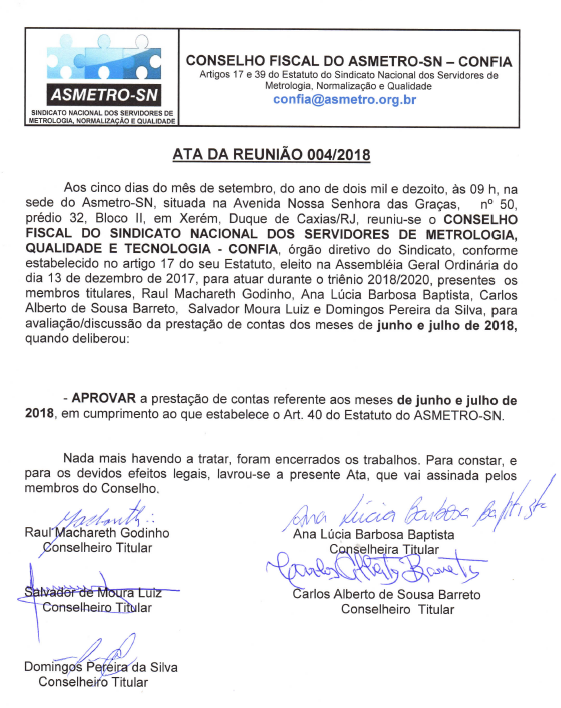 ASMETRO-SN
SINDICATO NACIONAL DOS SERVIDORES DE
METROLOGIA, NORMALIZAÇÃO E QUALIDADE
CONSELHO FISCAL DO ASMETRO-SN – CONFIA
Artigos 17 e 39 do Estatuto do Sindicato Nacional dos Servidores de
Metrologia, Normalização e Qualidade
confia@asmetro.org.br
ATA DA REUNIÃO 004/2018
Aos cinco dias do mês de setembro, do ano de dois mil e dezoito, às 09 h, na
sede do Asmetro-SN, situada na Avenida Nossa Senhora das Graças, nº 50,
prédio 32, Bloco II, em Xerém, Duque de Caxias/RJ, reuniu-se o CONSELHO
FISCAL DO SINDICATO NACIONAL DOS SERVIDORES DE METROLOGIA,
QUALIDADE E TECNOLOGIA - CONFIA, órgão diretivo do Sindicato, conforme
estabelecido no artigo 17 do seu Estatuto, eleito na Assembléia Geral Ordinária do
dia 13 de dezembro de 2017, para atuar durante o triênio 2018/2020, presentes os
membros titulares, Raul Machareth Godinho, Ana Lúcia Barbosa Baptista, Carlos
Alberto de Sousa Barreto, Salvador Moura Luiz e Domingos Pereira da Silva, para
avaliação/discussão da prestação de contas dos meses de junho e julho de 2018,
quando deliberou:
- APROVAR a prestação de contas referente aos meses de junho e julho de
2018, em cumprimento ao que estabelece o Art. 40 do Estatuto do ASMETRO-SN.
Nada mais havendo a tratar, foram encerrados os trabalhos. Para constar, e
para os devidos efeitos legais, lavrou-se a presente Ata, que vai assinada pelos
membros do Conselho.
Machareth
Ana Lúcia Barbosa Baptista
Raul Machareth Godinho
Conselheiro Titular
Ana Lúcia Barbosa Baptista
Conselheira Titular
Carlos Alberto Barreto
Salvador de Moura Luiz
Conselheiro Titular
Carlos Alberto de Sousa Barreto
Conselheiro Titular
Domingos Pereira da Silva
Conselheiro Titular